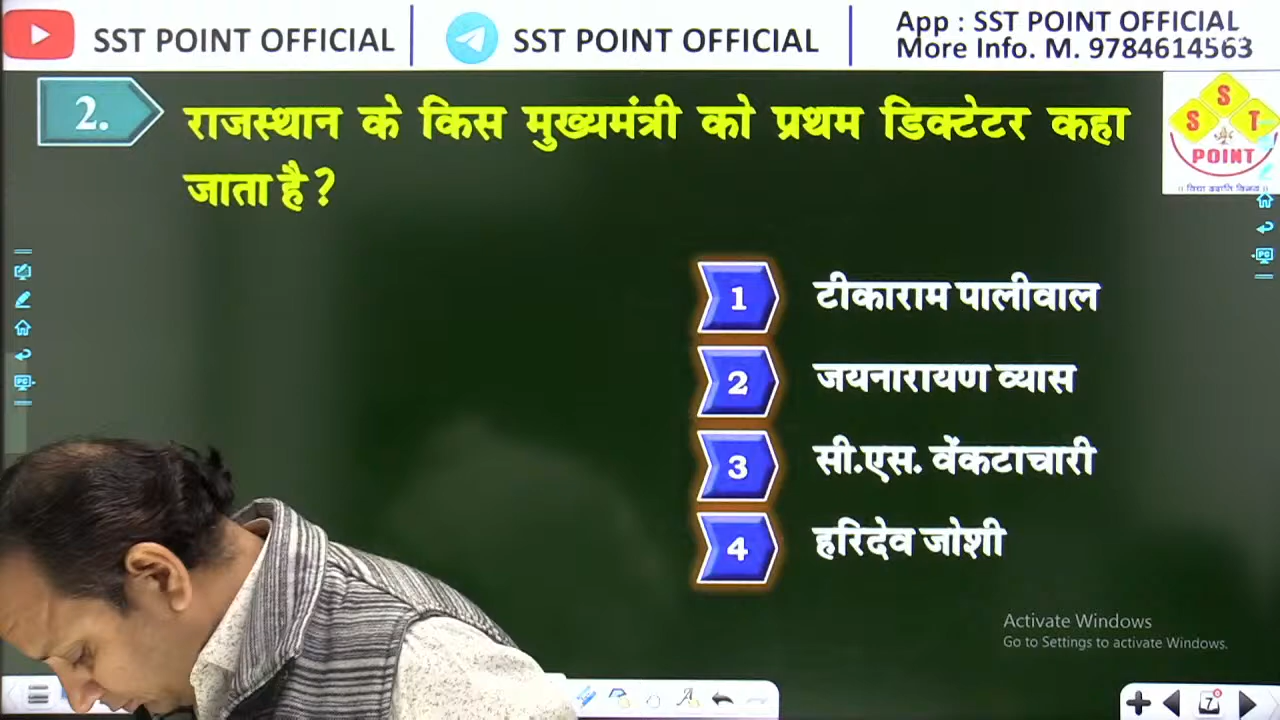 SST POINT OFFICIAL
SST POINT OFFICIAL
App : SST POINT OFFICIAL
More Info. M. 9784614563
2. राजस्थान के किस मुख्यमंत्री को प्रथम डिक्टेटर कहा
जाता है ?
S
S T
POINT
1 टीकाराम पालीवाल
2 जयनारायण व्यास
3 सी.एस. वेंकटाचारी
4 हरिदेव जोशी
Activate Windows
Go to Settings to activate Windows.
7